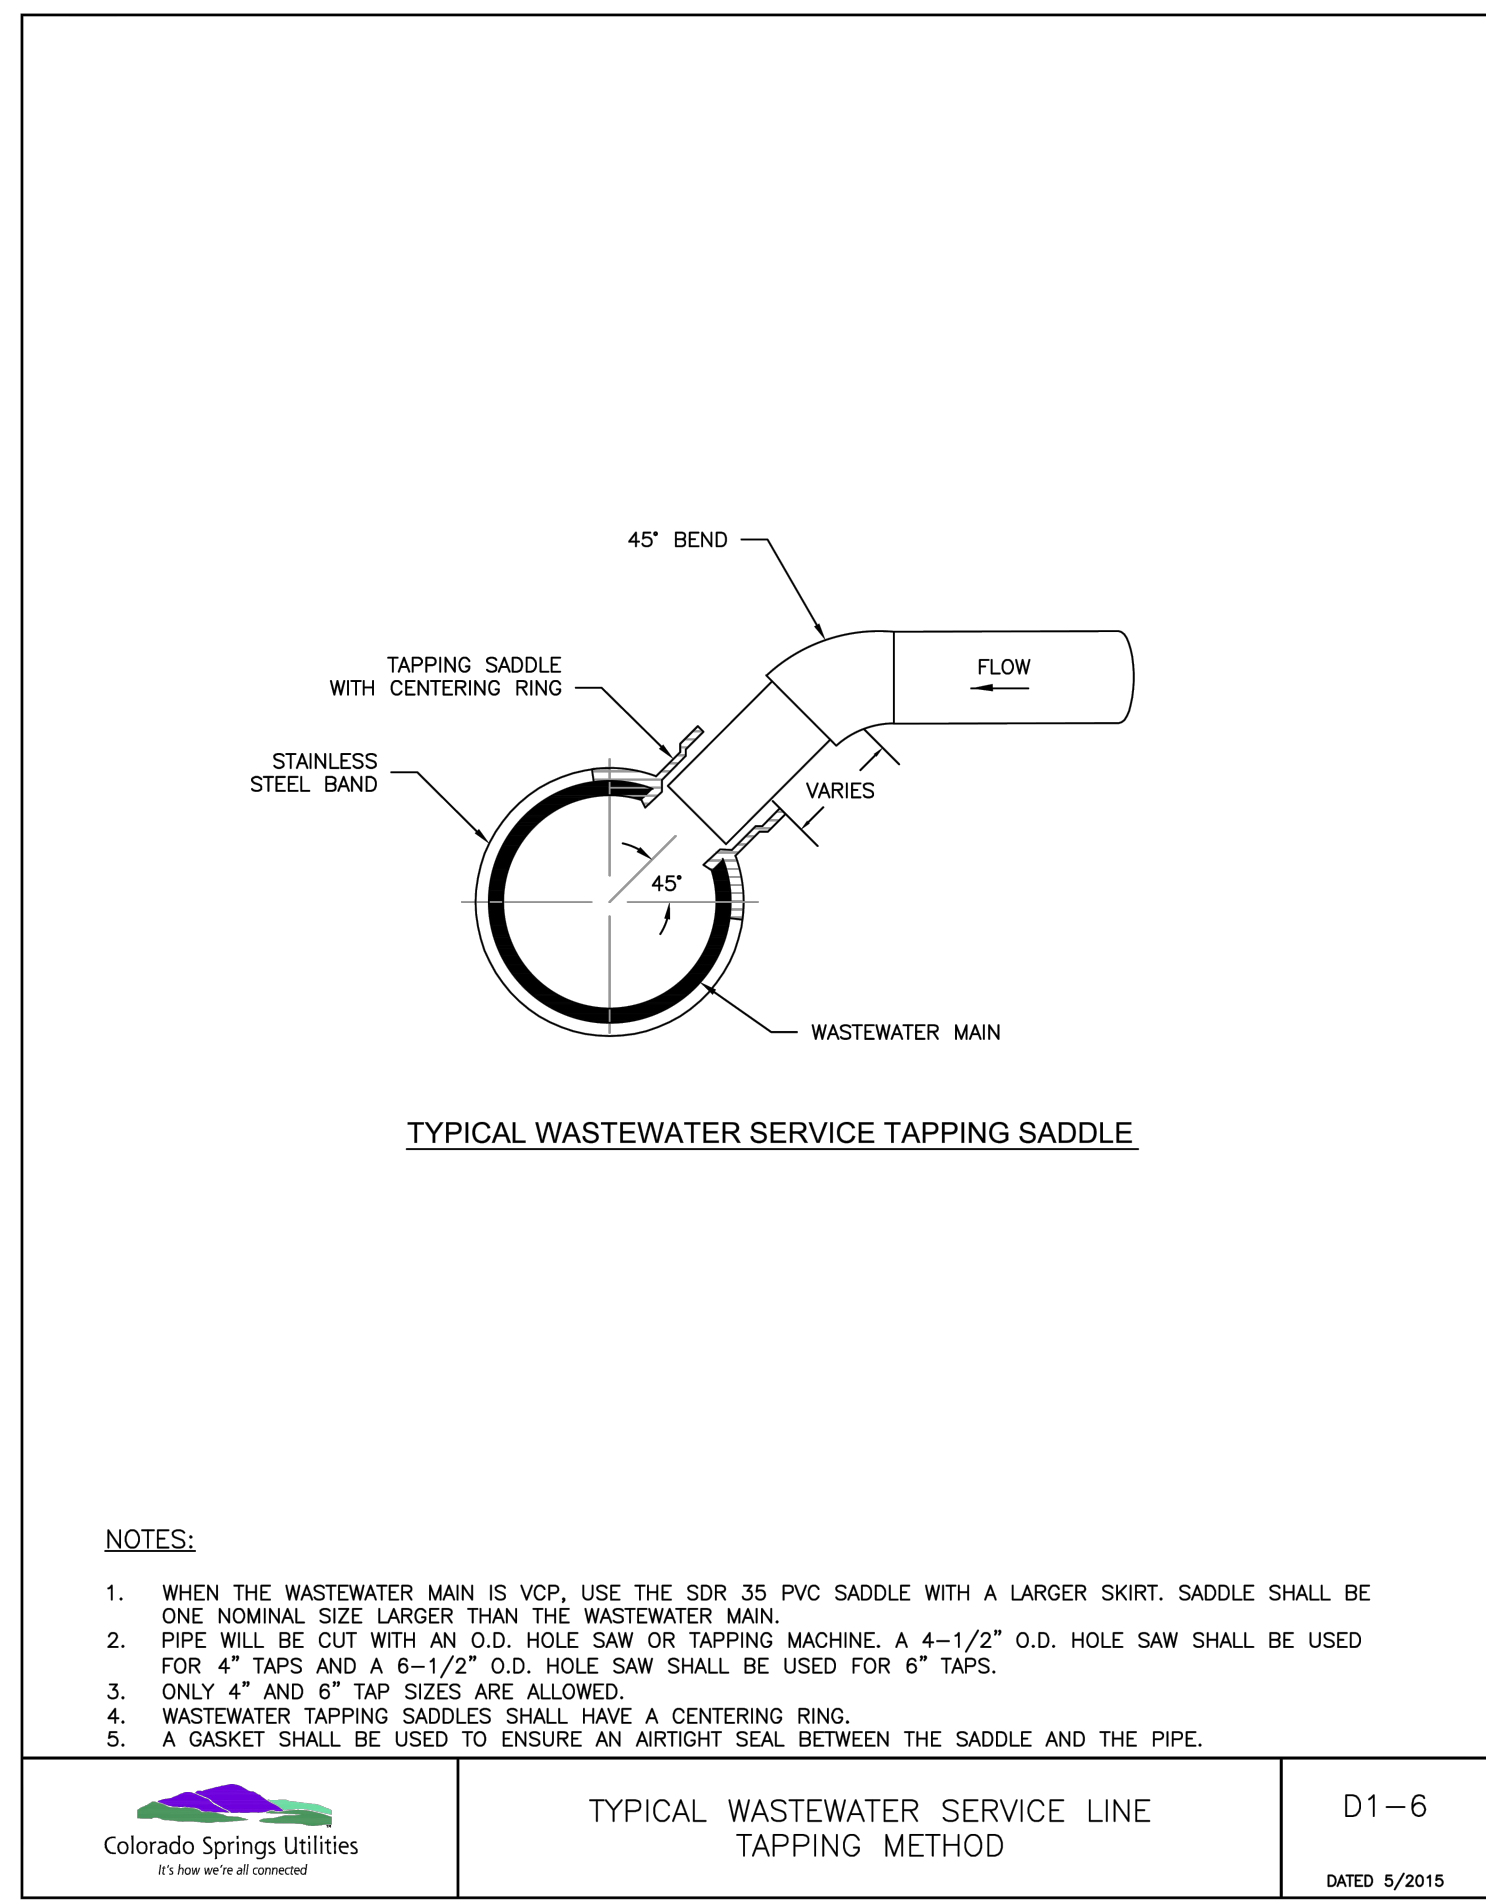 45° BEND
TAPPING SADDLE
WITH CENTERING RING
FLOW
STAINLESS
STEEL BAND
VARIES
45°
WASTEWATER MAIN
TYPICAL WASTEWATER SERVICE TAPPING SADDLE
NOTES:
1. WHEN THE WASTEWATER MAIN IS VCP, USE THE SDR 35 PVC SADDLE WITH A LARGER SKIRT. SADDLE SHALL BE
ONE NOMINAL SIZE LARGER THAN THE WASTEWATER MAIN.
2. PIPE WILL BE CUT WITH AN O.D. HOLE SAW OR TAPPING MACHINE. A 4-1/2" O.D. HOLE SAW SHALL BE USED
FOR 4" TAPS AND A 6-1/2" O.D. HOLE SAW SHALL BE USED FOR 6" TAPS.
3. ONLY 4" AND 6" TAP SIZES ARE ALLOWED.
4. WASTEWATER TAPPING SADDLES SHALL HAVE A CENTERING RING.
5. A GASKET SHALL BE USED TO ENSURE AN AIRTIGHT SEAL BETWEEN THE SADDLE AND THE PIPE.
Colorado Springs Utilities
It's how we're all connected
TYPICAL WASTEWATER SERVICE LINE
TAPPING METHOD
D1-6
DATED 5/2015